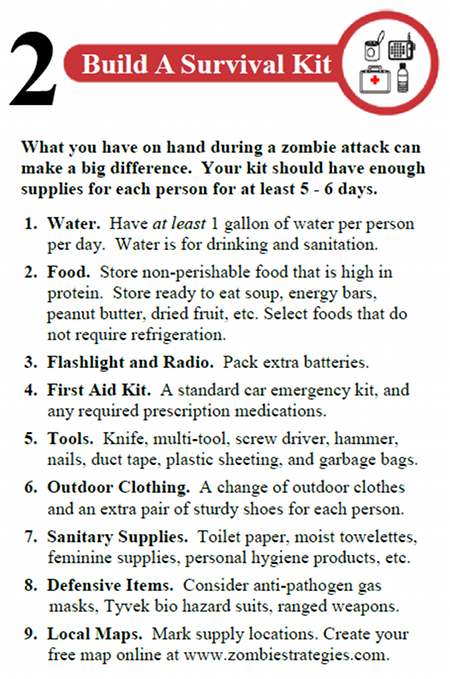 2
Build A Survival Kit
What you have on hand during a zombie attack can
make a big difference. Your kit should have enough
supplies for each person for at least 5 - 6 days.
1. Water. Have at least 1 gallon of water per person
per day. Water is for drinking and sanitation.
2. Food. Store non-perishable food that is high in
protein. Store ready to eat soup, energy bars,
peanut butter, dried fruit, etc. Select foods that do
not require refrigeration.
3. Flashlight and Radio. Pack extra batteries.
4. First Aid Kit. A standard car emergency kit, and
any required prescription medications.
5. Tools. Knife, multi-tool, screw driver, hammer,
nails, duct tape, plastic sheeting, and garbage bags.
6. Outdoor Clothing. A change of outdoor clothes
and an extra pair of sturdy shoes for each person.
7. Sanitary Supplies. Toilet paper, moist towelettes,
feminine supplies, personal hygiene products, etc.
8. Defensive Items. Consider anti-pathogen gas
masks, Tyvek bio hazard suits, ranged weapons.
9. Local Maps. Mark supply locations. Create your
free map online at www.zombiestrategies.com.